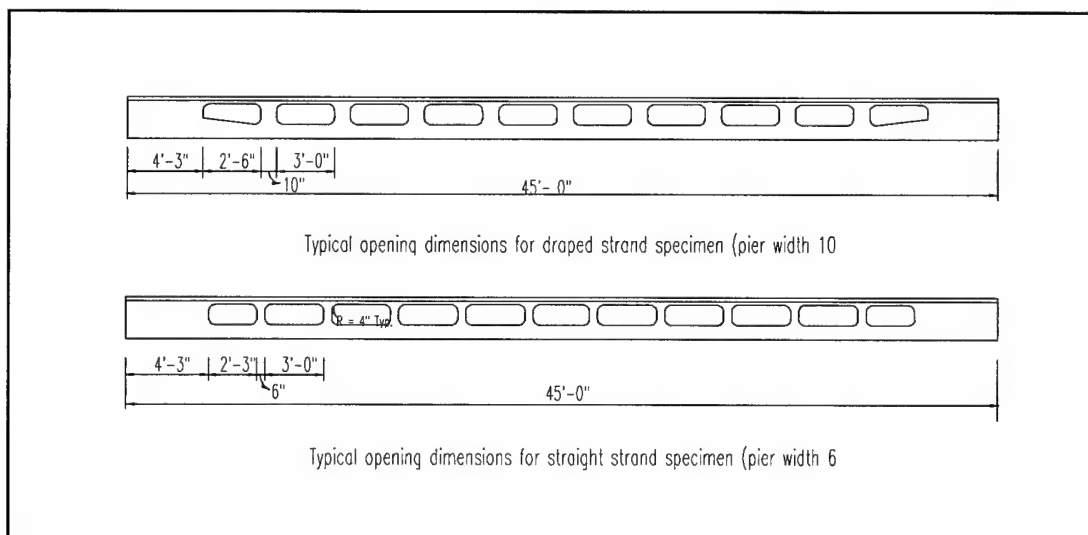 4'-3" 2'-6" 3'-0"
10"
45'- 0"
Typical opening dimensions for draped strand specimen (pier width 10
R = 4" Typ.
4'-3" 2'-3" 3'-0"
6"
45'-0"
Typical opening dimensions for straight strand specimen (pier width 6